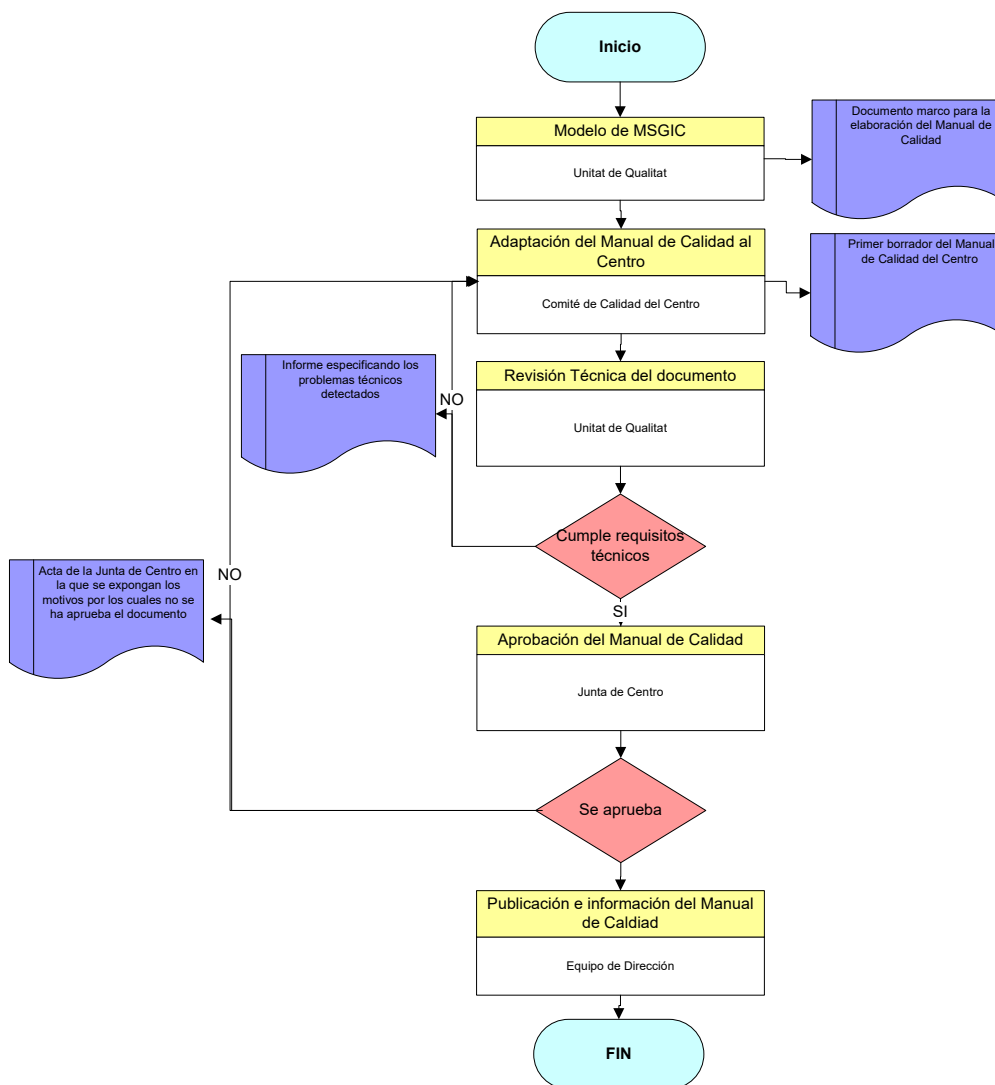 Inicio
Modelo de MSGIC
Unitat de Qualitat
Documento marco para la
elaboración del Manual de
Calidad
Adaptación del Manual de Calidad al
Centro
Comité de Calidad del Centro
Primer borrador del Manual
de Calidad del Centro
Revisión Técnica del documento
Unitat de Qualitat
Informe especificando los
problemas técnicos
detectados
NO
Cumple requisitos
técnicos
NO
Acta de la Junta de Centro en
la que se expongan los
motivos por los cuales no se
ha aprueba el documento
SI
Aprobación del Manual de Calidad
Junta de Centro
Se aprueba
Publicación e información del Manual
de Caldiad
Equipo de Dirección
FIN